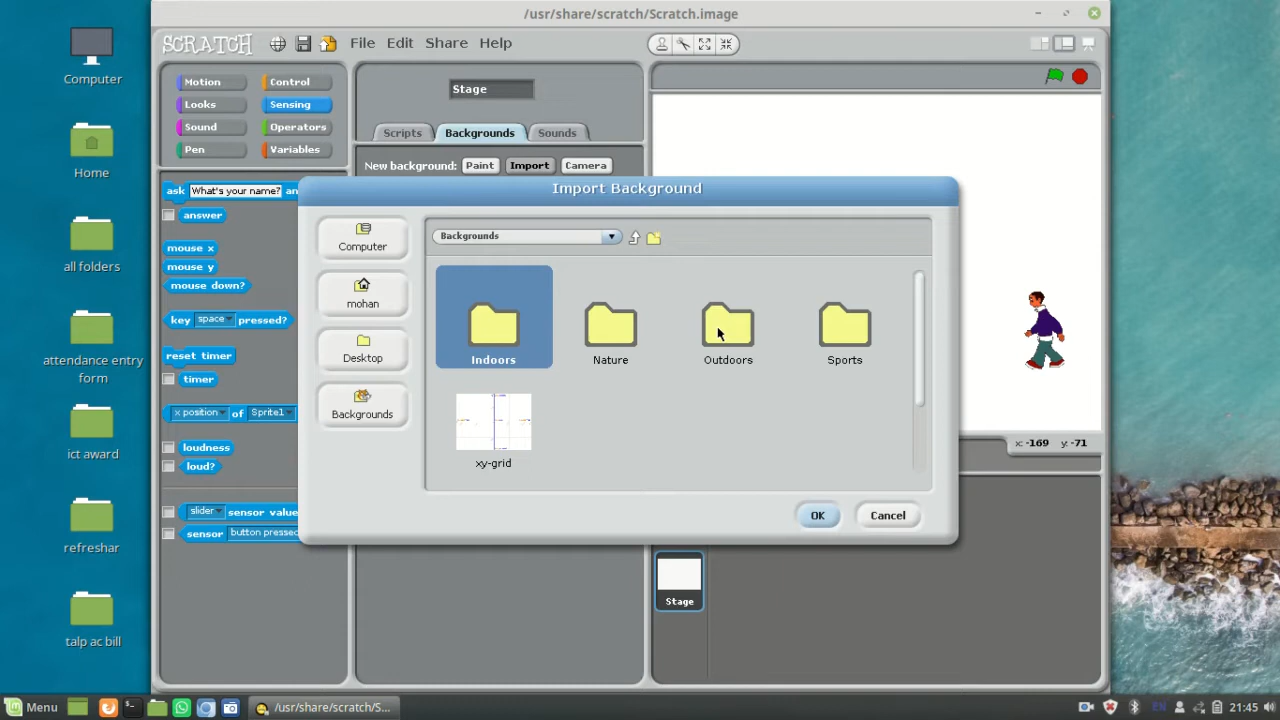 /usr/share/scratch/Scratch.image
SCRATCH
File Edit Share Help
Motion Control
Looks Sensing
Sound Operators
Pen Variables
ask What's your name? an
answer
mouse x
mouse y
mouse down?
key space pressed?
reset timer
timer
x position of Sprite1
loudness
loud?
slider sensor value
sensor button pressed
Stage
Scripts Backgrounds Sounds
New background: Paint Import Camera
Import Background
Computer
mohan
Desktop
Backgrounds
Backgrounds
Indoors Nature Outdoors Sports
xy-grid
OK Cancel
x: -169 y: -71
Stage
Computer
Home
all folders
attendance entry
form
ict award
refreshar
talp ac bill
Menu
/usr/share/scratch/S...
EN
21:45